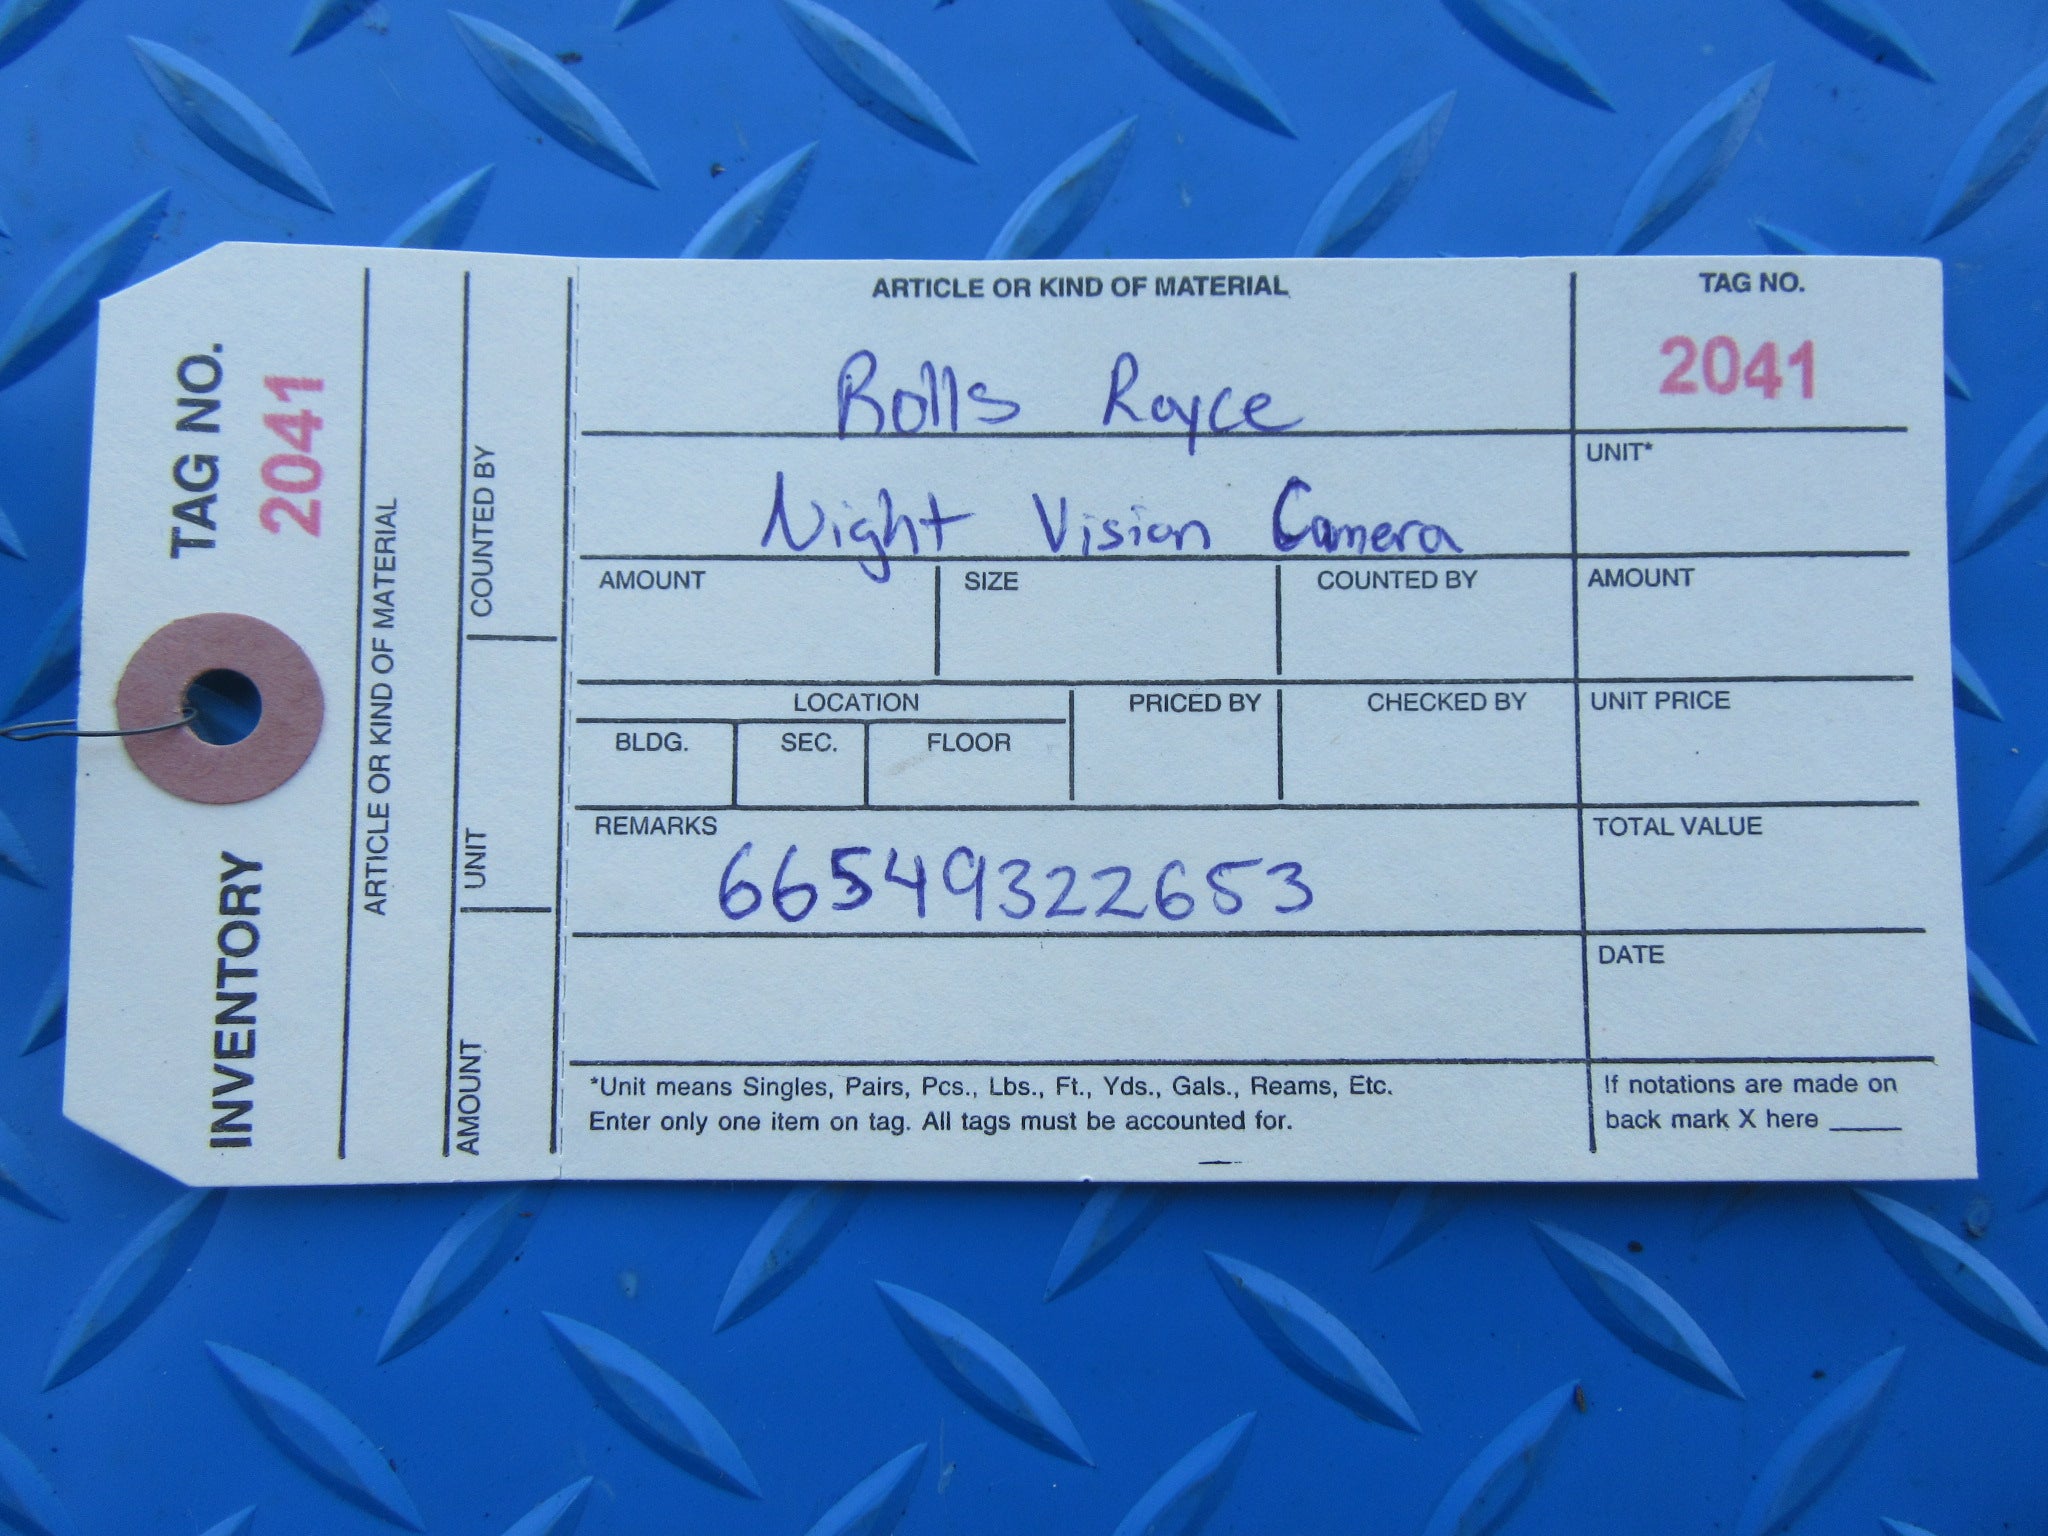 ARTICLE OR KIND OF MATERIAL
Rolls Royce
Night Vision Camera
TAG NO.
2041
UNIT*
AMOUNT
SIZE
COUNTED BY
AMOUNT
LOCATION
BLDG.
SEC.
FLOOR
PRICED BY
CHECKED BY
UNIT PRICE
REMARKS
66549322653
TOTAL VALUE
DATE
*Unit means Singles, Pairs, Pcs., Lbs., Ft., Yds., Gals., Reams, Etc.
Enter only one item on tag. All tags must be accounted for.
If notations are made on
back mark X here _____
INVENTORY TAG NO.
2041
ARTICLE OR KIND OF MATERIAL
AMOUNT
UNIT
COUNTED BY